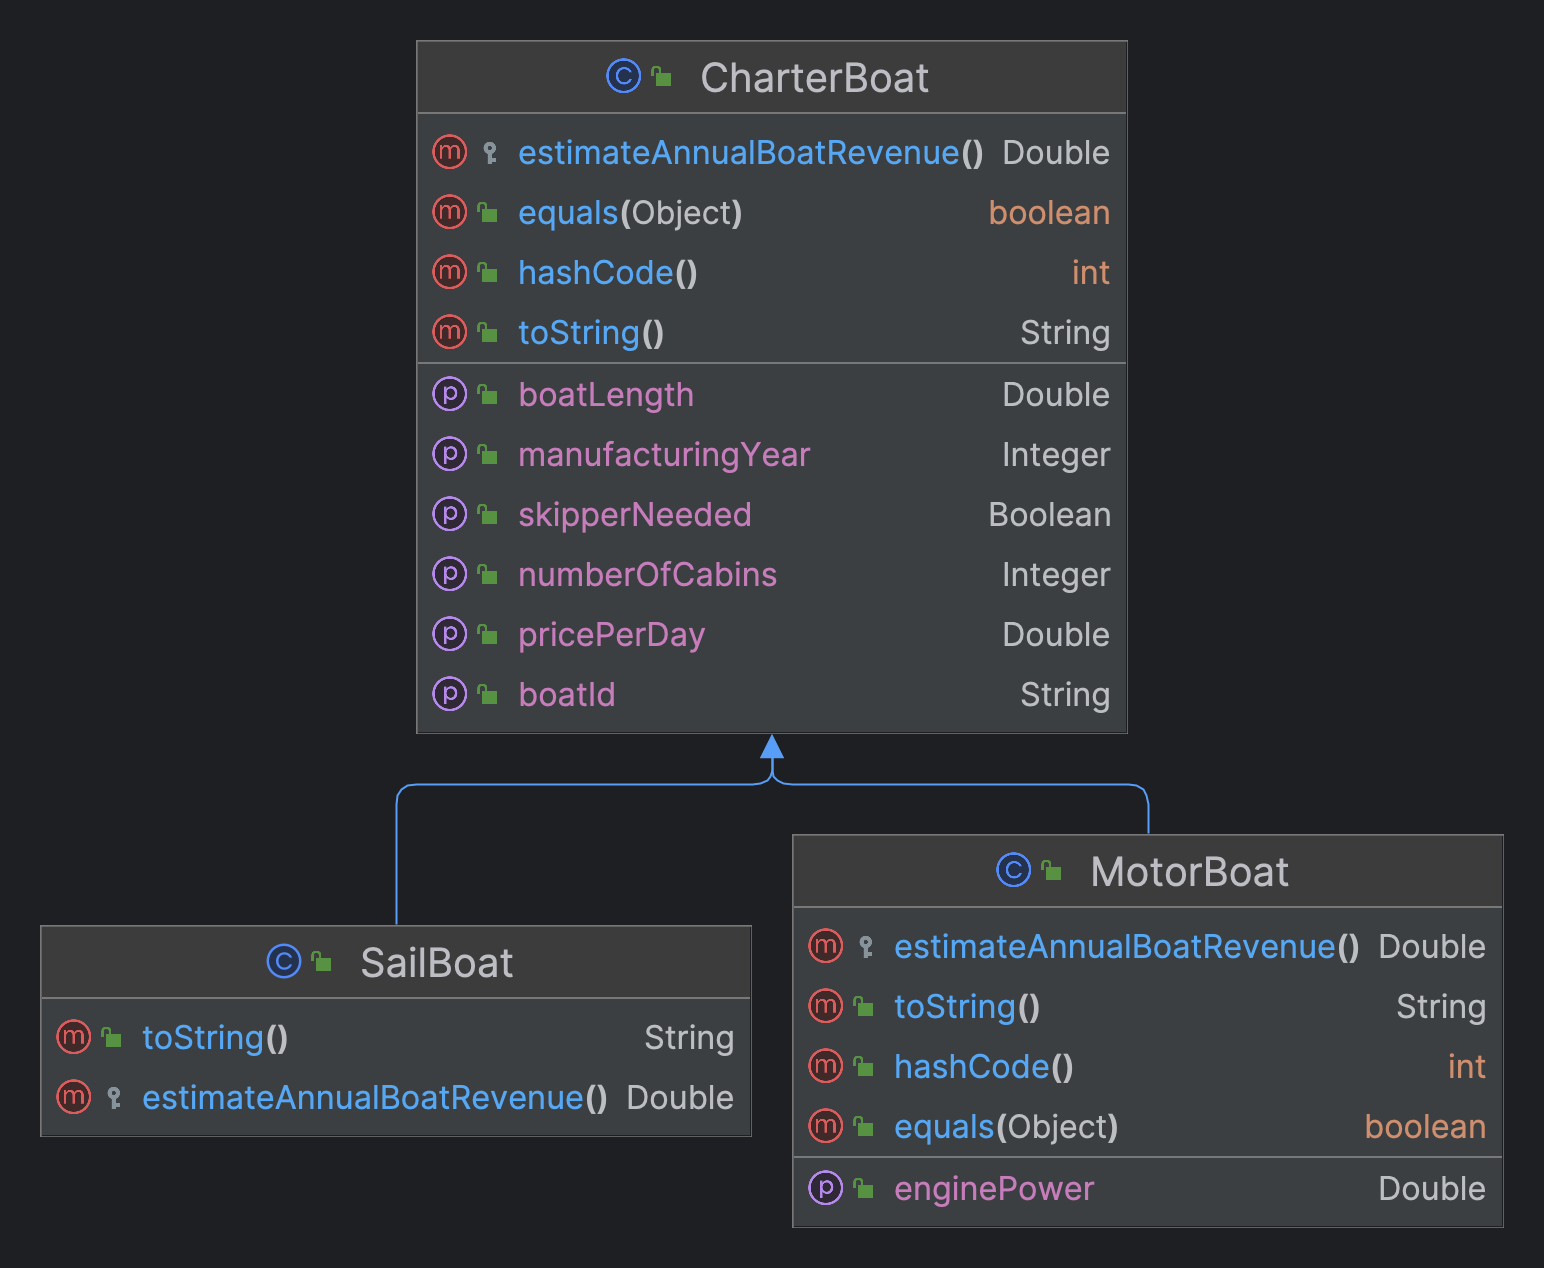 C CharterBoat
m estimateAnnualBoatRevenue() Double
m equals(Object) boolean
m hashCode() int
m toString() String
p boatLength Double
p manufacturingYear Integer
p skipperNeeded Boolean
p numberOfCabins Integer
p pricePerDay Double
p boatId String
C SailBoat
m toString() String
m estimateAnnualBoatRevenue() Double
C MotorBoat
m estimateAnnualBoatRevenue() Double
m toString() String
m hashCode() int
m equals(Object) boolean
p enginePower Double